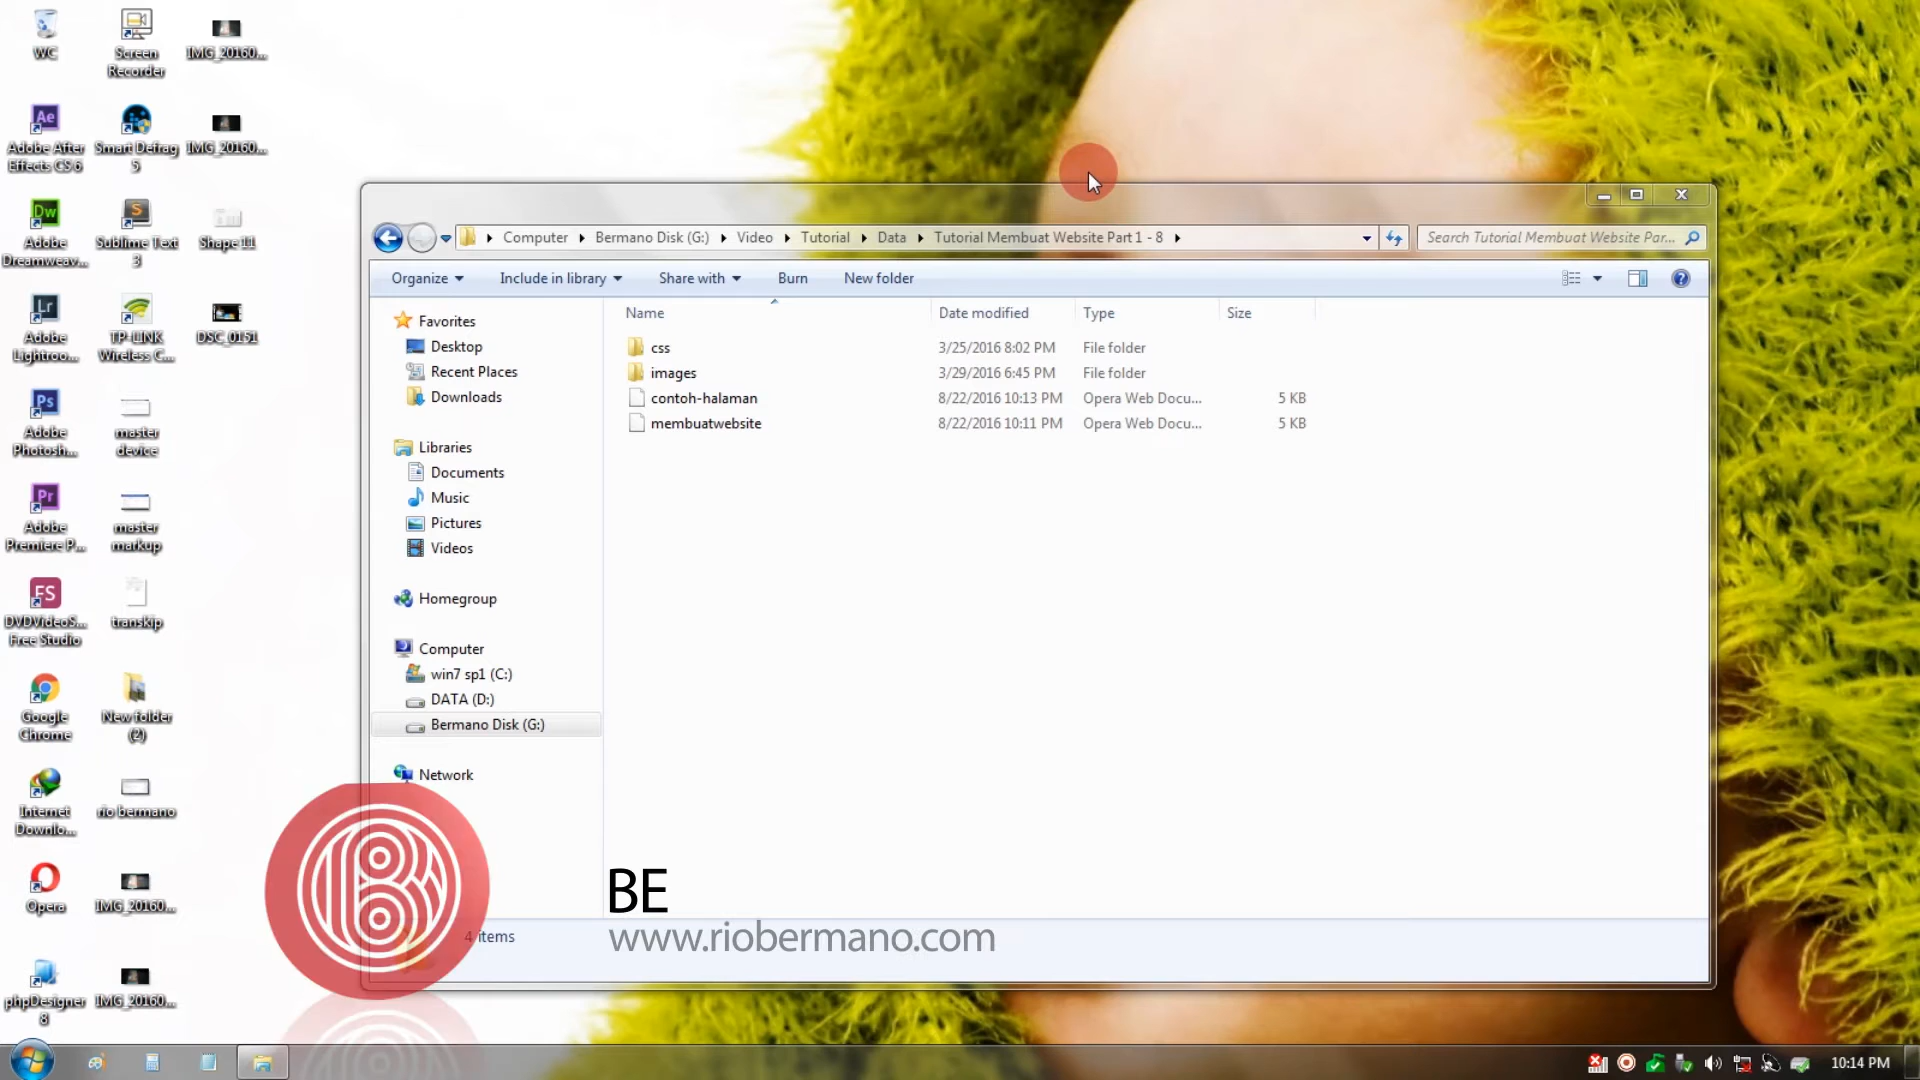 WC
Screen
Recorder
IMG_20160...
Ae
Adobe After
Effects CS6
Smart Defrag
5
IMG_20160...
Dw
Adobe
Dreamweav...
S
Sublime Text
3
Shape 11
Lr
Adobe
Lightroo...
TP-LINK
Wireless C...
DSC_0151
Ps
Adobe
Photosh...
master
device
Pr
Adobe
Premiere P...
master
markup
FS
DVDVideoS...
Free Studio
transkip
Google
Chrome
New folder
(2)
Internet
Downlo...
rio bermano
Opera
IMG_20160...
phpDesigner
8
IMG_20160...
Computer Bermano Disk (G:) Video Tutorial Data Tutorial Membuat Website Part 1 - 8
Search Tutorial Membuat Website Par...
Organize Include in library Share with Burn New folder
Favorites
Desktop
Recent Places
Downloads
Libraries
Documents
Music
Pictures
Videos
Homegroup
Computer
win7 sp1 (C:)
DATA (D:)
Bermano Disk (G:)
Network
Name Date modified Type Size
css 3/25/2016 8:02 PM File folder
images 3/29/2016 6:45 PM File folder
contoh-halaman 8/22/2016 10:13 PM Opera Web Docu... 5 KB
membuatwebsite 8/22/2016 10:11 PM Opera Web Docu... 5 KB
B
BE
www.riobermano.com
4 items
10:14 PM